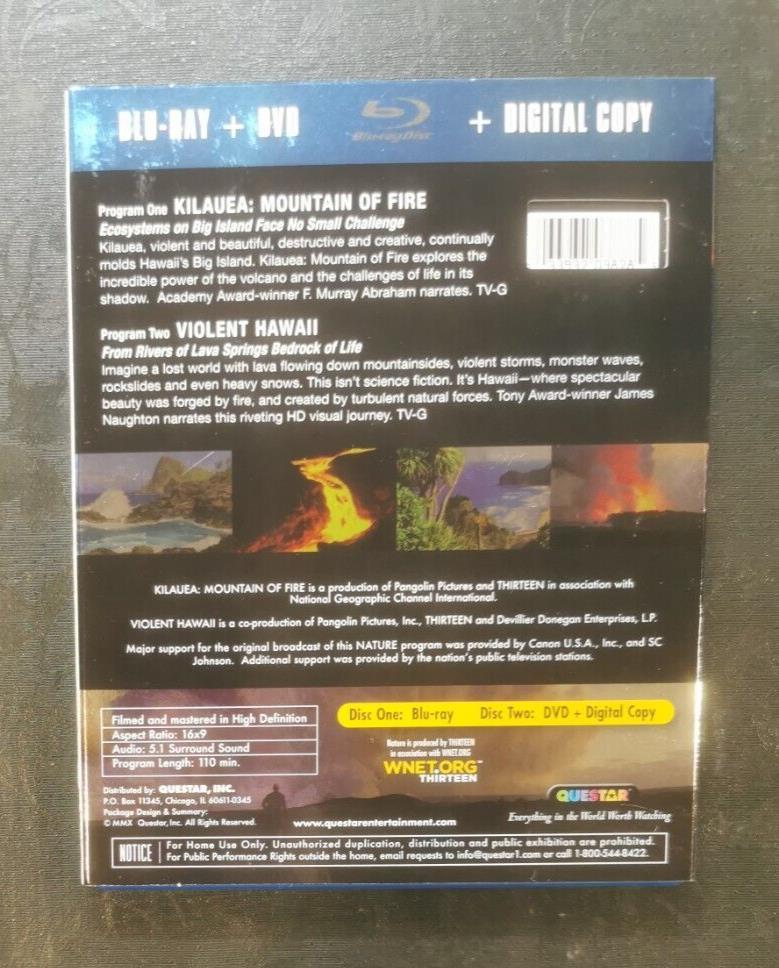 BLU-RAY + DVD Blu-ray Disc + DIGITAL COPY
Program One KILAUEA: MOUNTAIN OF FIRE
Ecosystems on Big Island Face No Small Challenge
Kilauea, violent and beautiful, destructive and creative, continually
molds Hawaii's Big Island. Kilauea: Mountain of Fire explores the
incredible power of the volcano and the challenges of life in its
shadow. Academy Award-winner F. Murray Abraham narrates. TV-G
Program Two VIOLENT HAWAII
From Rivers of Lava Springs Bedrock of Life
Imagine a lost world with lava flowing down mountainsides, violent storms, monster waves,
rockslides and even heavy snows. This isn't science fiction. It's Hawaii—where spectacular
beauty was forged by fire, and created by turbulent natural forces. Tony Award-winner James
Naughton narrates this riveting HD visual journey. TV-G
KILAUEA: MOUNTAIN OF FIRE is a production of Pangolin Pictures and THIRTEEN in association with
National Geographic Channel International.
VIOLENT HAWAII is a co-production of Pangolin Pictures, Inc., THIRTEEN and Devillier Donegan Enterprises, L.P.
Major support for the original broadcast of this NATURE program was provided by Canon U.S.A., Inc., and SC
Johnson. Additional support was provided by the nation's public television stations.
Filmed and mastered in High Definition
Aspect Ratio: 16x9
Audio: 5.1 Surround Sound
Program Length: 110 min.
Disc One: Blu-ray Disc Two: DVD + Digital Copy
Nature is produced by THIRTEEN
in association with WNET.ORG
WNET.ORG™
THIRTEEN
Distributed by: QUESTAR, INC.
P.O. Box 11345, Chicago, IL 60611-0345
Package Design & Summary:
© MMX Questar, Inc. All Rights Reserved.
www.questarentertainment.com
QUESTAR
Everything in the World Worth Watching
NOTICE
For Home Use Only. Unauthorized duplication, distribution and public exhibition are prohibited.
For Public Performance Rights outside the home, email requests to info@questar1.com or call 1-800-544-8422.